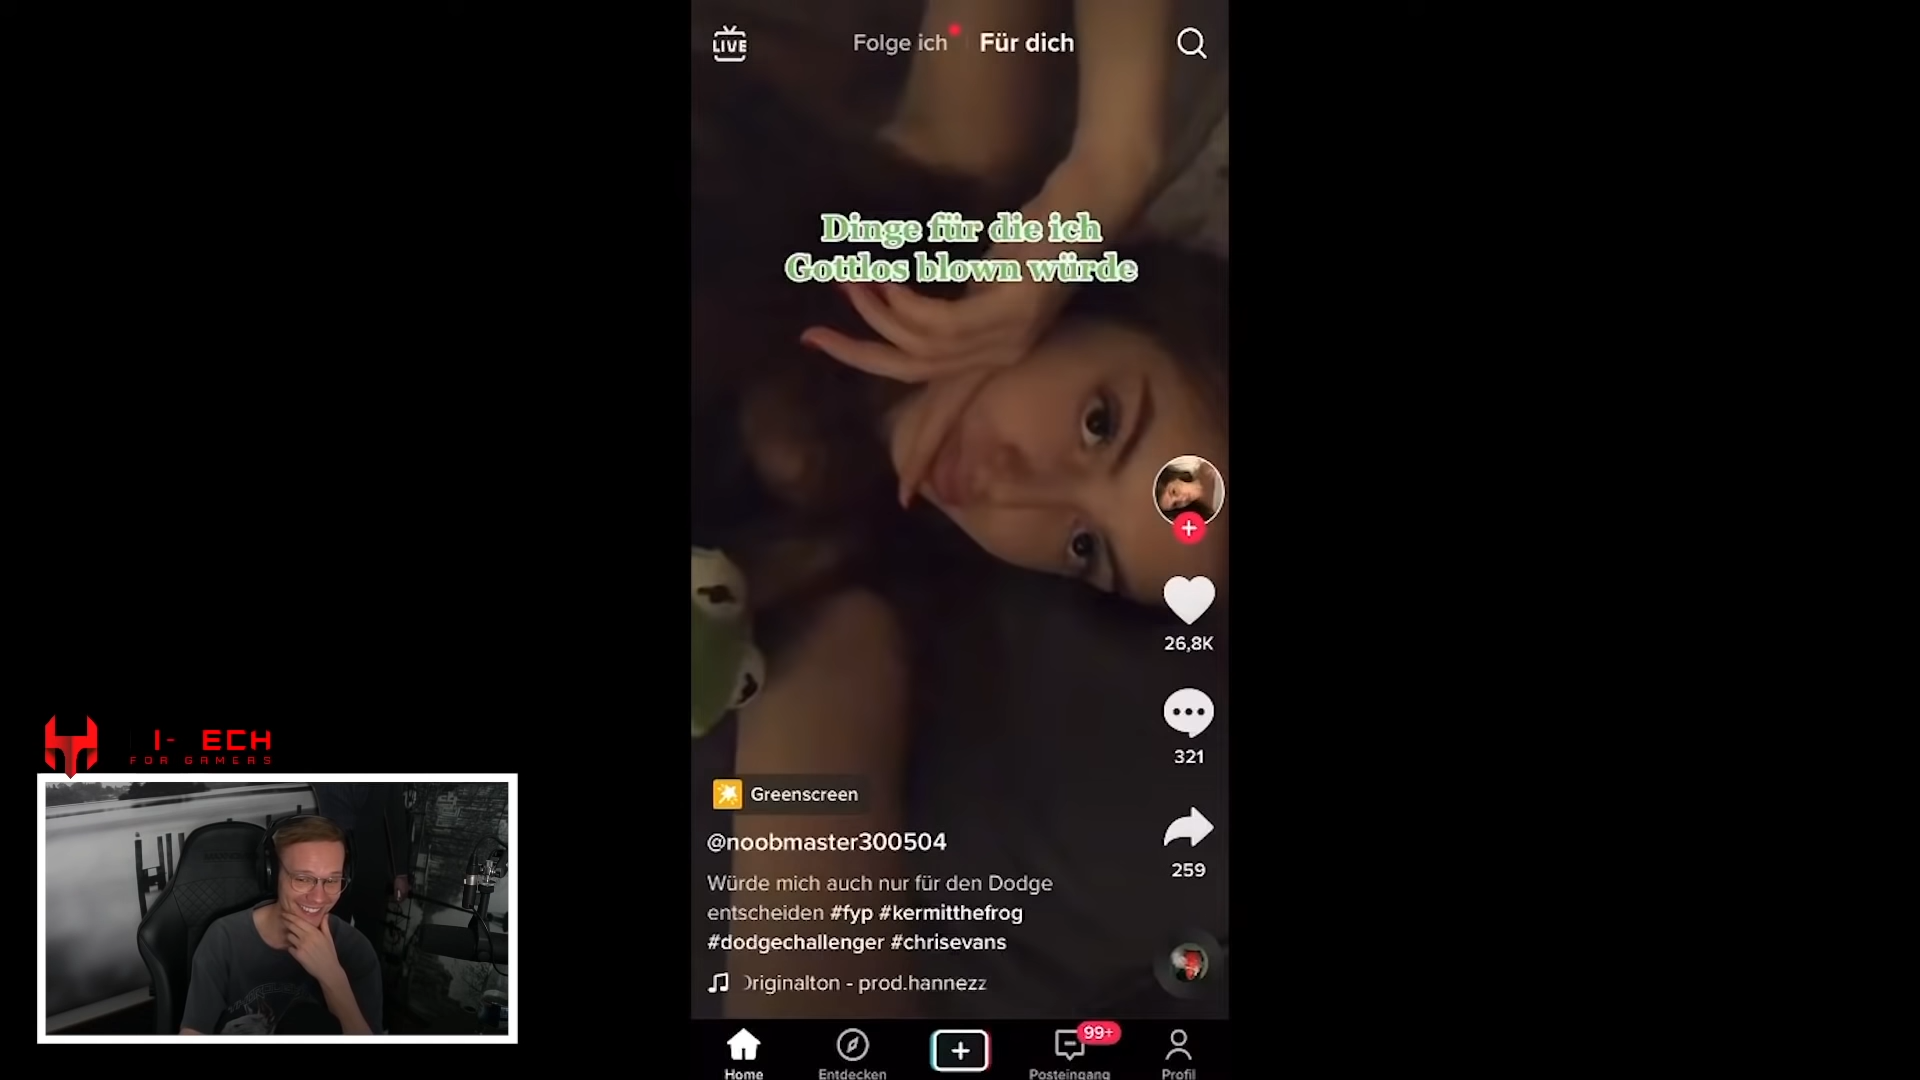 LIVE
Folge ich Für dich
Dinge für die ich
Gottlos blown würde
26,8K
321
259
Greenscreen
@noobmaster300504
Würde mich auch nur für den Dodge
entscheiden #fyp #kermitthefrog
#dodgechallenger #chrisevans
Originalton - prod.hannezz
I- ECH
FOR GAMERS
99+
Home Entdecken Posteingang Profil